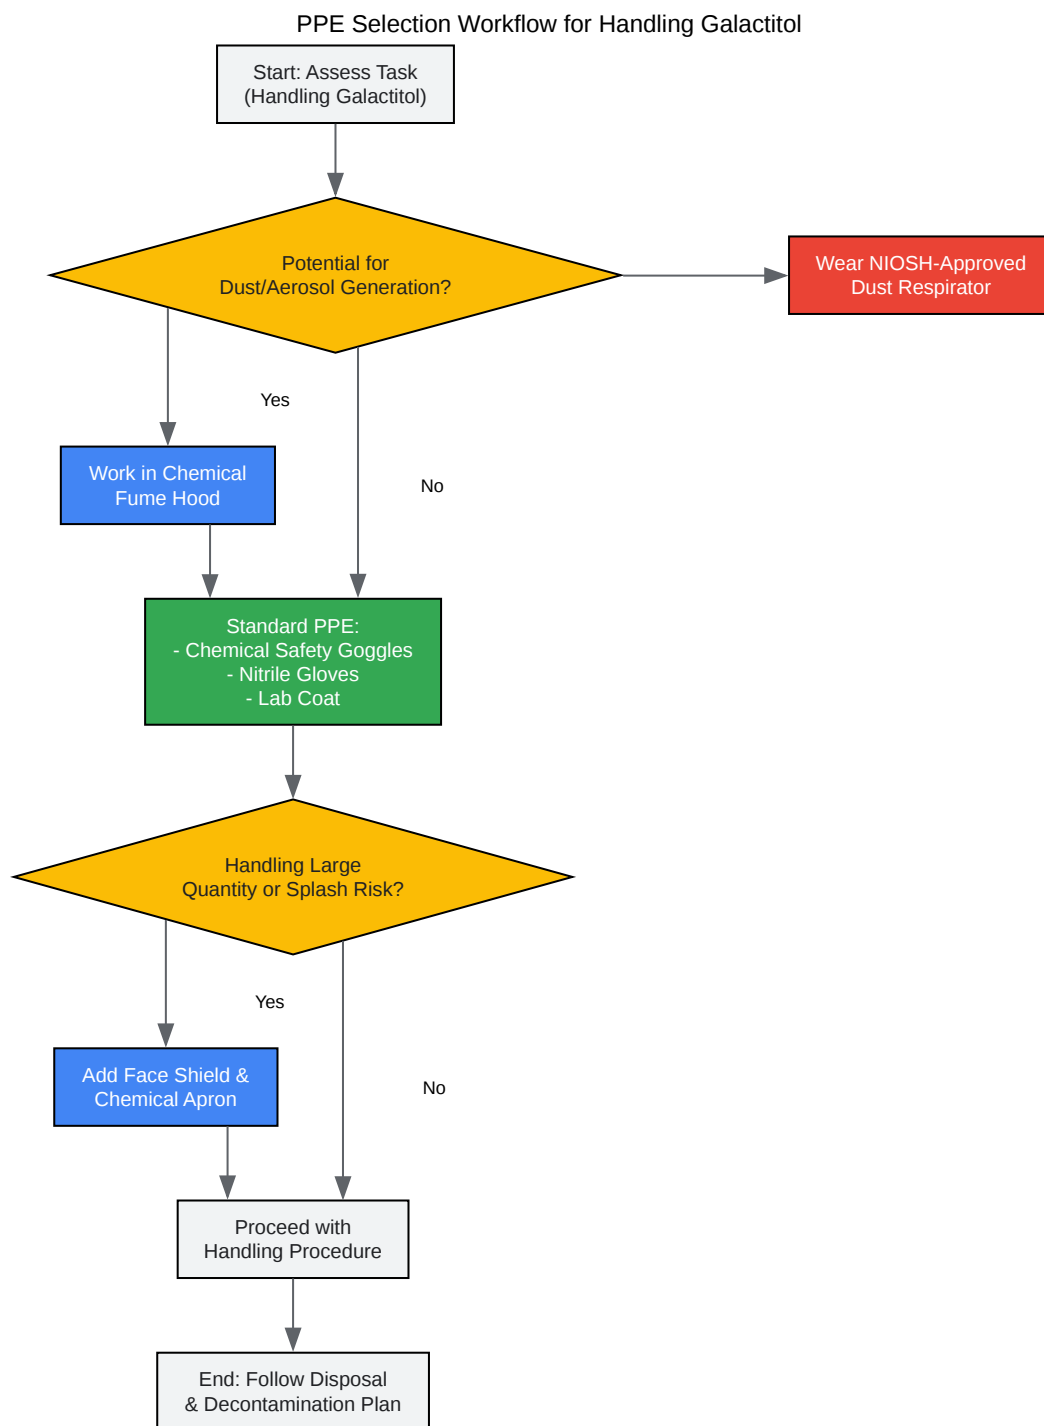 PPE Selection Workflow for Handling Galactitol
Start: Assess Task
(Handling Galactitol)
Potential for
Dust/Aerosol Generation?
Wear NIOSH-Approved
Dust Respirator
Yes
Work in Chemical
Fume Hood
No
Standard PPE:
- Chemical Safety Goggles
- Nitrile Gloves
- Lab Coat
Handling Large
Quantity or Splash Risk?
Yes
Add Face Shield &
Chemical Apron
No
Proceed with
Handling Procedure
End: Follow Disposal
& Decontamination Plan